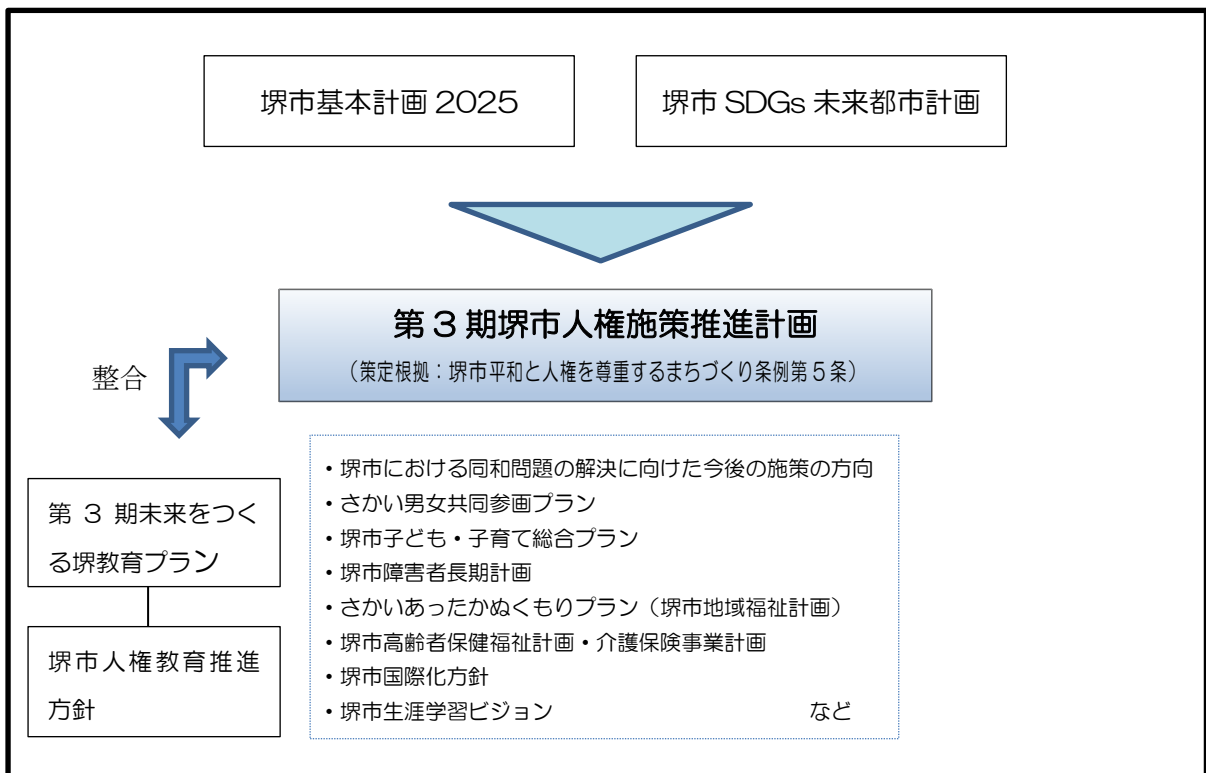 堺市基本計画2025
堺市SDGs未来都市計画
第3期堺市人権施策推進計画
（策定根拠：堺市平和と人権を尊重するまちづくり条例第5条）
整合
第3期未来をつく
る堺教育プラン
堺市人権教育推進
方針
・堺市における同和問題の解決に向けた今後の施策の方向
・さかい男女共同参画プラン
・堺市子ども・子育て総合プラン
・堺市障害者長期計画
・さかいあったかぬくもりプラン（堺市地域福祉計画）
・堺市高齢者保健福祉計画・介護保険事業計画
・堺市国際化方針
・堺市生涯学習ビジョン　など